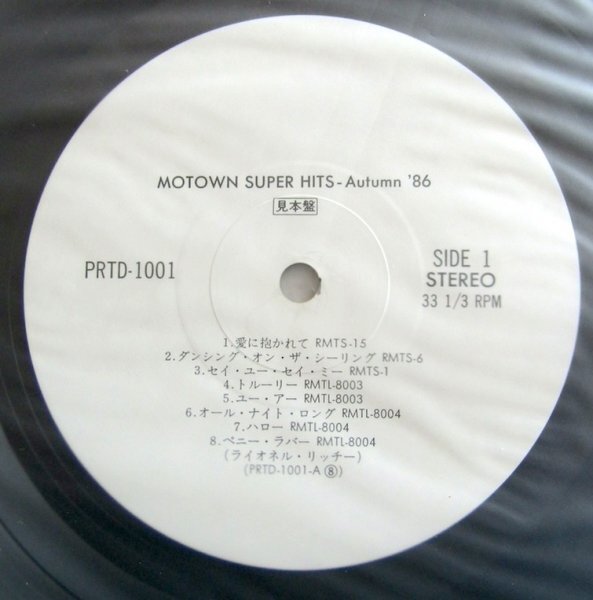 MOTOWN SUPER HITS-Autumn '86
見本盤
PRTD-1001
SIDE 1
STEREO
33 1/3 RPM
1.愛に抱かれて RMTS-15
2.ダンシング・オン・ザ・シーリング RMTS-6
3.セイ・ユー・セイ・ミー RMTS-1
4.トルーリー RMTL-8003
5.ユー・アー RMTL-8003
6.オール・ナイト・ロング RMTL-8004
7.ハロー RMTL-8004
8.ペニー・ラバー RMTL-8004
(ライオネル・リッチー)
(PRTD-1001-A⑧)